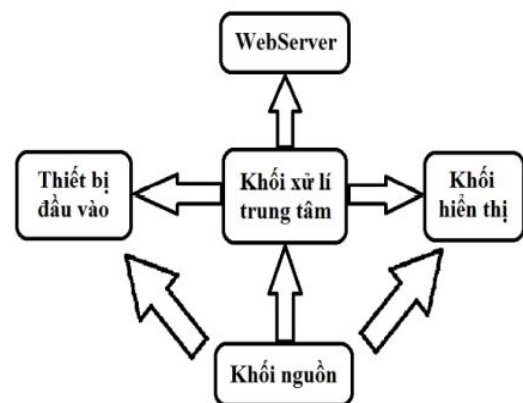 WebServer
Thiết bị
đầu vào
Khối xử lí
trung tâm
Khối
hiển thị
Khối nguồn